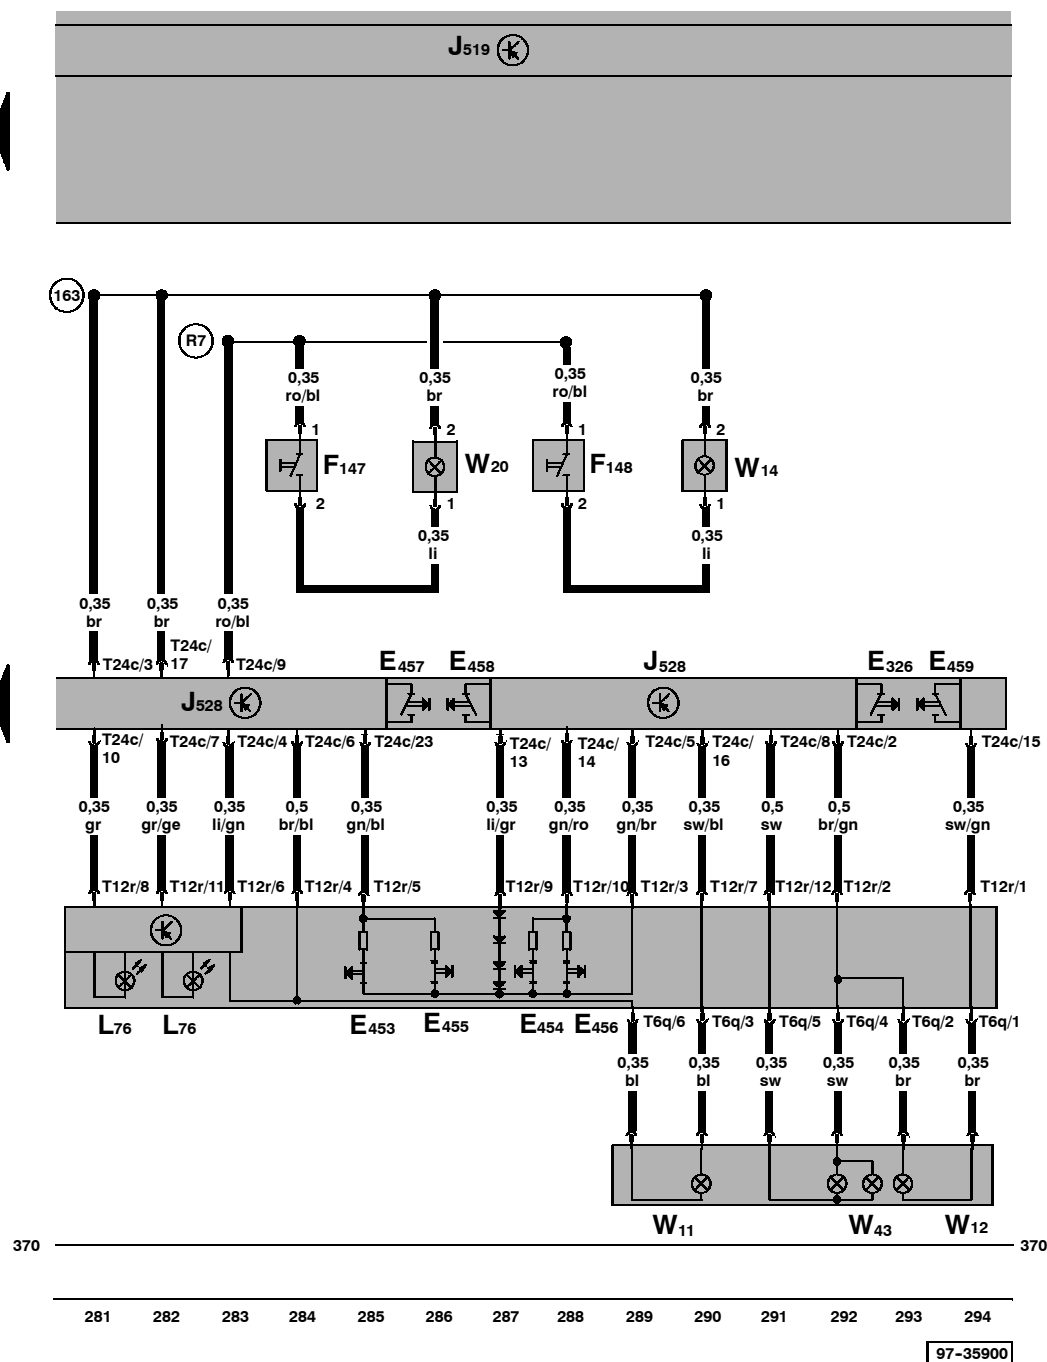 J519
163
R7
0,35 0,35 0,35 0,35
ro/bl br ro/bl br
1 2 1 2
F147 W20 F148 W14
2 1 2 1
0,35 0,35
li li
0,35 0,35 0,35
br br ro/bl
T24c/3 T24c/ T24c/9
17
E457 E458 J528 E326 E459
J528
T24c/ T24c/7 T24c/4 T24c/6 T24c/23 T24c/ T24c/ T24c/5 T24c/ T24c/8 T24c/2 T24c/15
10 13 14 16
0,35 0,35 0,35 0,5 0,35 0,35 0,35 0,35 0,35 0,5 0,5 0,35
gr gr/ge li/gn br/bl gn/bl li/gr gn/ro gn/br sw/bl sw br/gn sw/gn
T12r/8 T12r/11 T12r/6 T12r/4 T12r/5 T12r/9 T12r/10 T12r/3 T12r/7 T12r/12 T12r/2 T12r/1
L76 L76 E453 E455 E454 E456 T6q/6 T6q/3 T6q/5 T6q/4 T6q/2 T6q/1
0,35 0,35 0,35 0,35 0,35 0,35
bl bl sw sw br br
W11 W43 W12
370 370
281 282 283 284 285 286 287 288 289 290 291 292 293 294
97-35900